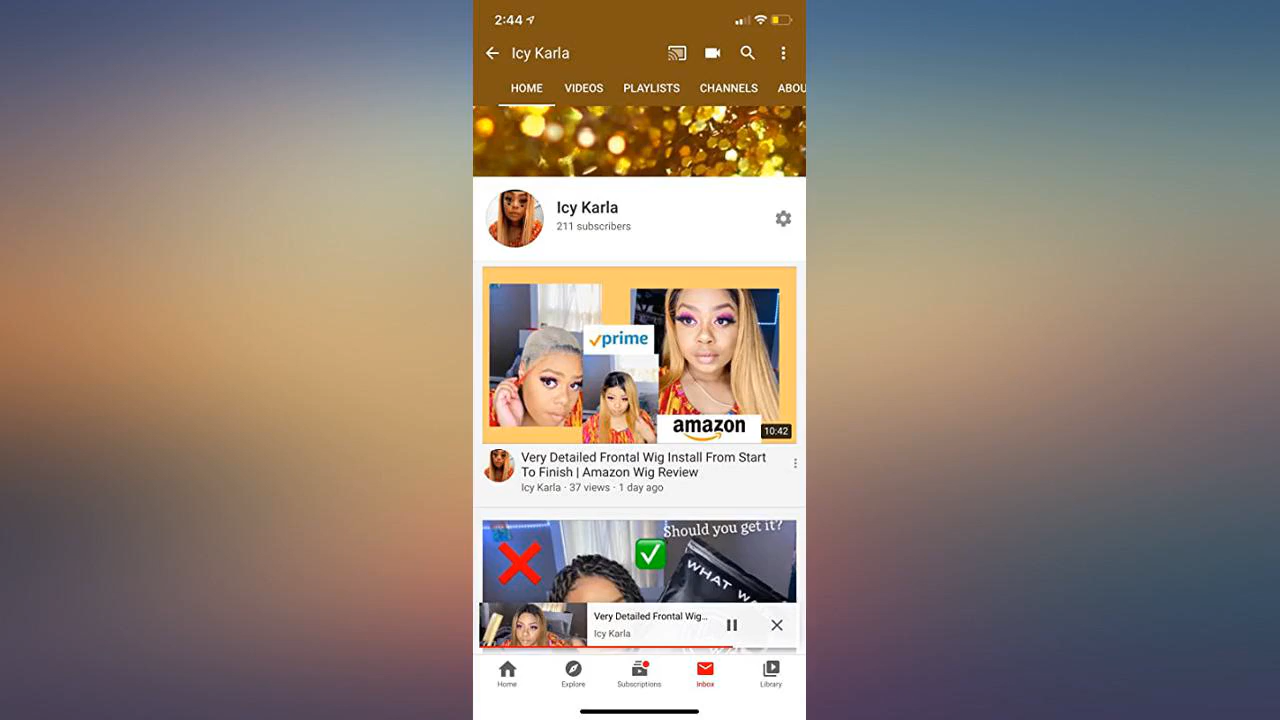 2:44
Icy Karla
HOME VIDEOS PLAYLISTS CHANNELS ABOU
Icy Karla
211 subscribers
prime
amazon
10:42
Very Detailed Frontal Wig Install From Start
To Finish | Amazon Wig Review
Icy Karla · 37 views · 1 day ago
Should you get it?
WHAT
Very Detailed Frontal Wig...
Icy Karla
Home Explore Subscriptions Inbox Library